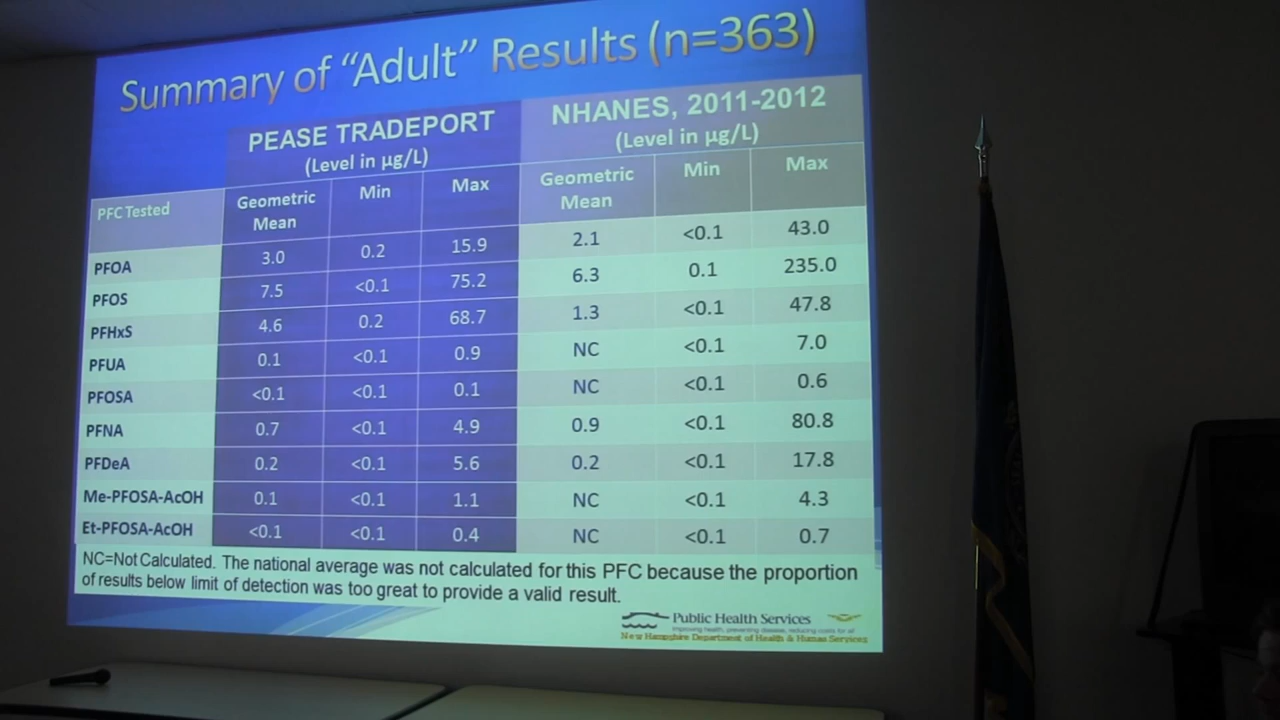 Summary of “Adult” Results (n=363)
PEASE TRADEPORT
(Level in µg/L)
NHANES, 2011-2012
(Level in µg/L)
PFC Tested Geometric Mean Min Max Geometric Mean Min Max
PFOA 3.0 0.2 15.9 2.1 <0.1 43.0
PFOS 7.5 <0.1 75.2 6.3 0.1 235.0
PFHxS 4.6 0.2 68.7 1.3 <0.1 47.8
PFUA 0.1 <0.1 0.9 NC <0.1 7.0
PFOSA <0.1 <0.1 0.1 NC <0.1 0.6
PFNA 0.7 <0.1 4.9 0.9 <0.1 80.8
PFDeA 0.2 <0.1 5.6 0.2 <0.1 17.8
Me-PFOSA-AcOH 0.1 <0.1 1.1 NC <0.1 4.3
Et-PFOSA-AcOH <0.1 <0.1 0.4 NC <0.1 0.7
NC=Not Calculated. The national average was not calculated for this PFC because the proportion
of results below limit of detection was too great to provide a valid result.
Public Health Services
improving health, preventing disease, reducing costs for all
New Hampshire Department of Health & Human Services